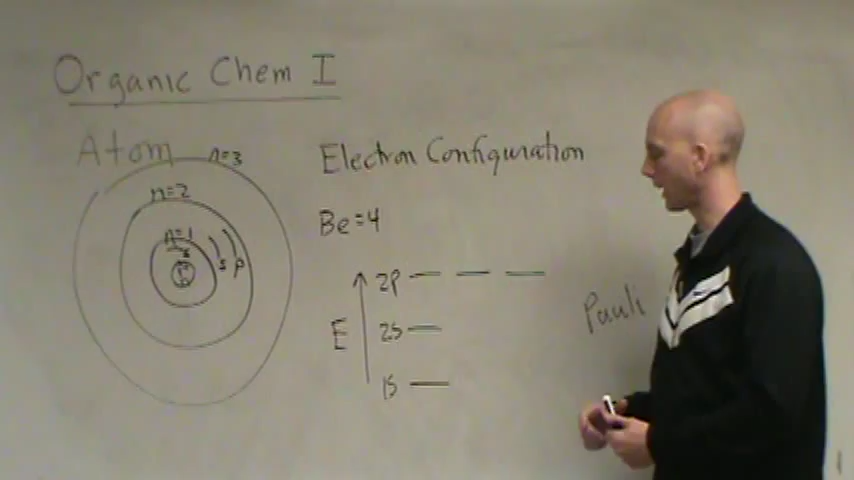 Organic Chem I
Atom
n=3
n=2
n=1
s
s p
Electron Configuration
Be=4
E
2p
2s
1s
Pauli